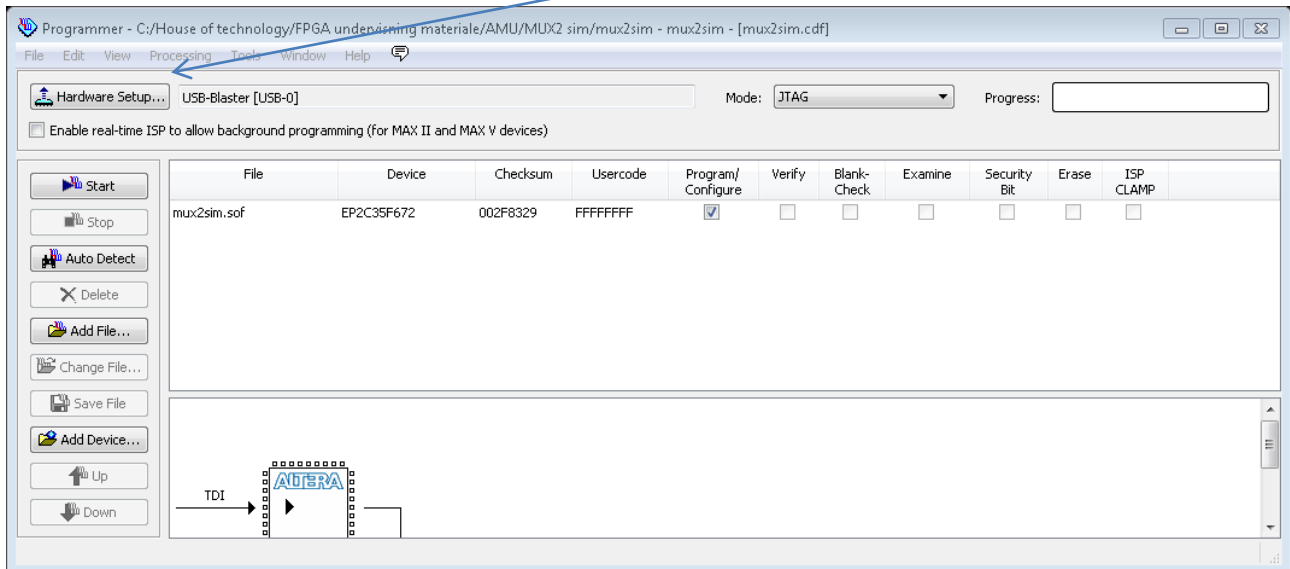 Programmer - C:/House of technology/FPGA undervisning materiale/AMU/MUX2 sim/mux2sim - mux2sim - [mux2sim.cdf]
File Edit View Processing Tools Window Help
Hardware Setup... USB-Blaster [USB-0] Mode: JTAG Progress:
Enable real-time ISP to allow background programming (for MAX II and MAX V devices)
Start
Stop
Auto Detect
Delete
Add File...
Change File...
Save File
Add Device...
Up
Down
File Device Checksum Usercode Program/ Verify Blank- Examine Security Erase ISP
Configure Check Bit CLAMP
mux2sim.sof EP2C35F672 002F8329 FFFFFFFF
ALTERA
TDI